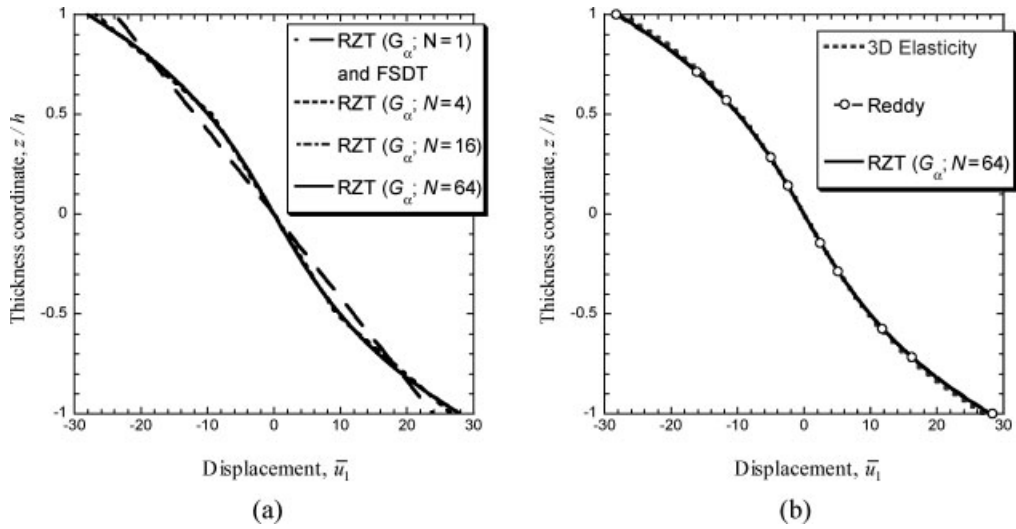 1
0.5
0
-0.5
-1
Thickness coordinate, z / h
-30 -20 -10 0 10 20 30
Displacement, u̅₁
(a)
RZT (Gα; N=1)
and FSDT
RZT (Gα; N=4)
RZT (Gα; N=16)
RZT (Gα; N=64)
1
0.5
0
-0.5
-1
Thickness coordinate, z / h
-30 -20 -10 0 10 20 30
Displacement, u̅₁
(b)
3D Elasticity
Reddy
RZT (Gα; N=64)